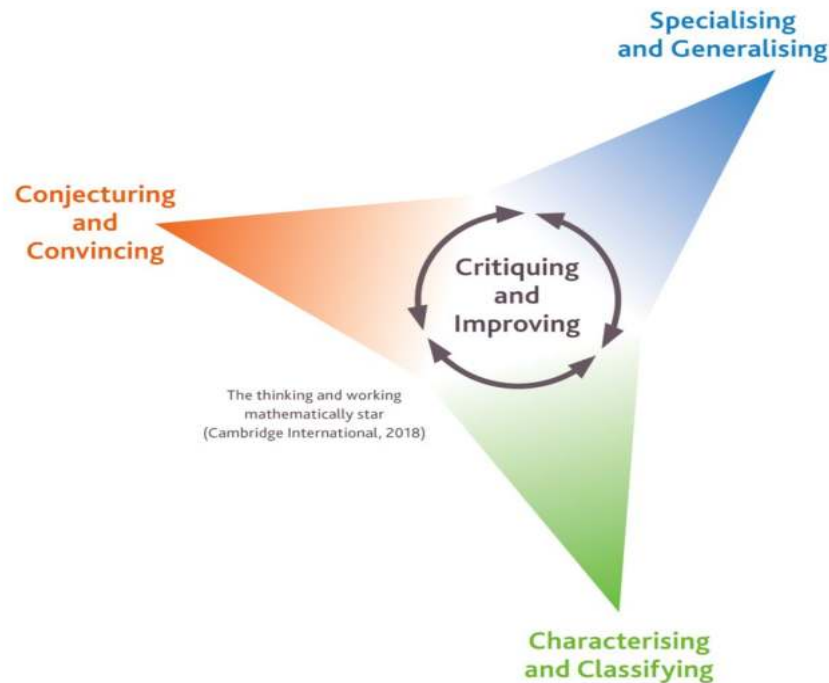 Specialising
and Generalising
Conjecturing
and
Convincing
Critiquing
and
Improving
The thinking and working
mathematically star
(Cambridge International, 2018)
Characterising
and Classifying